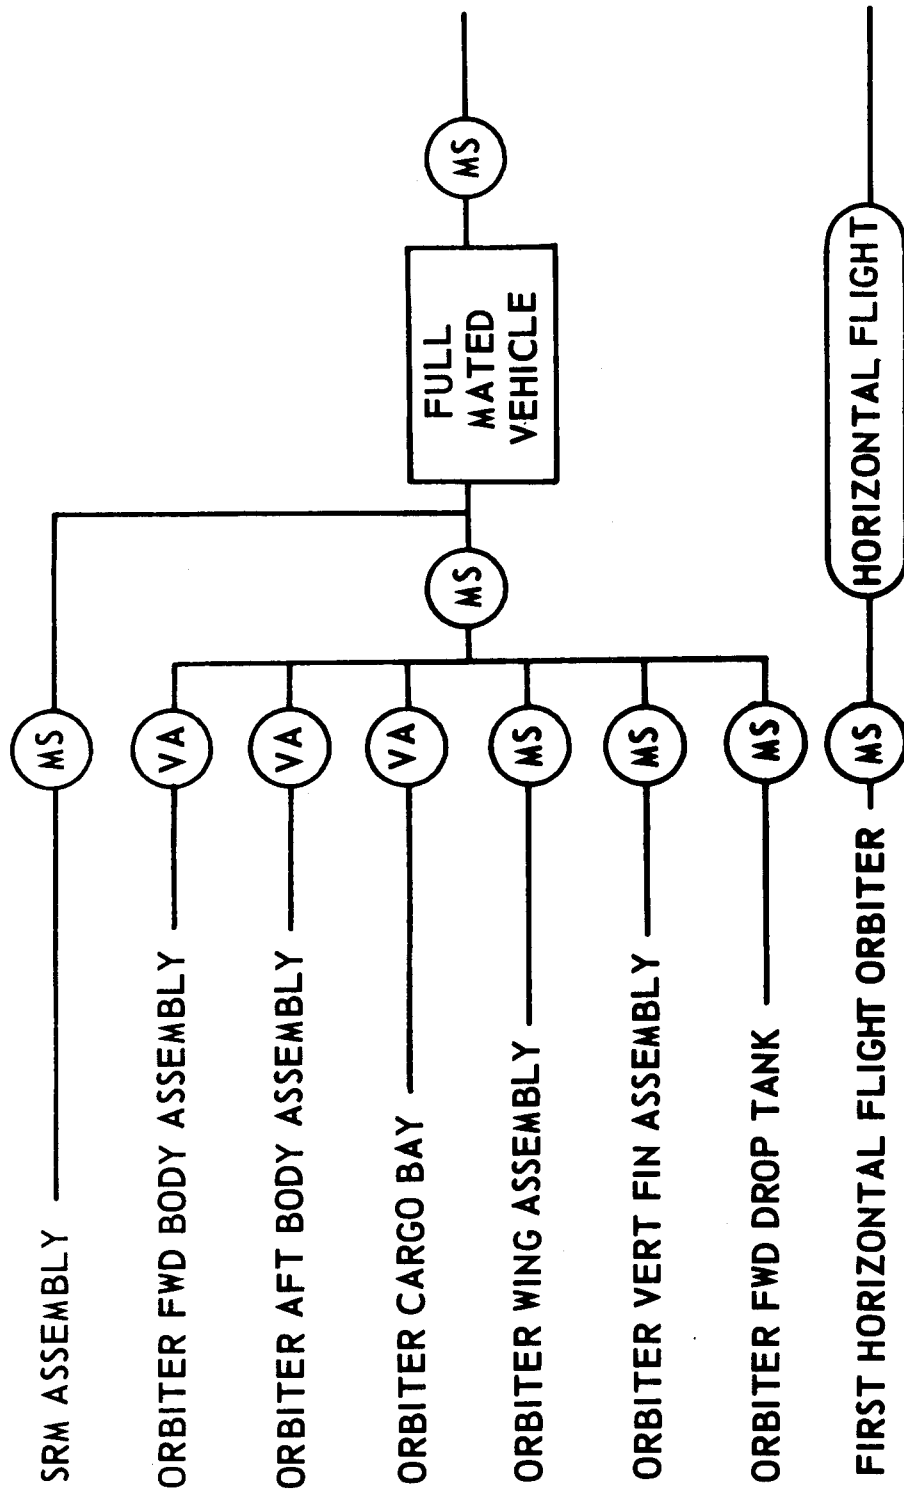 SRM ASSEMBLY
MS
ORBITER FWD BODY ASSEMBLY
VA
ORBITER AFT BODY ASSEMBLY
VA
ORBITER CARGO BAY
VA
ORBITER WING ASSEMBLY
MS
ORBITER VERT FIN ASSEMBLY
MS
ORBITER FWD DROP TANK
MS
MS
FULL
MATED
VEHICLE
MS
FIRST HORIZONTAL FLIGHT ORBITER
MS
HORIZONTAL FLIGHT